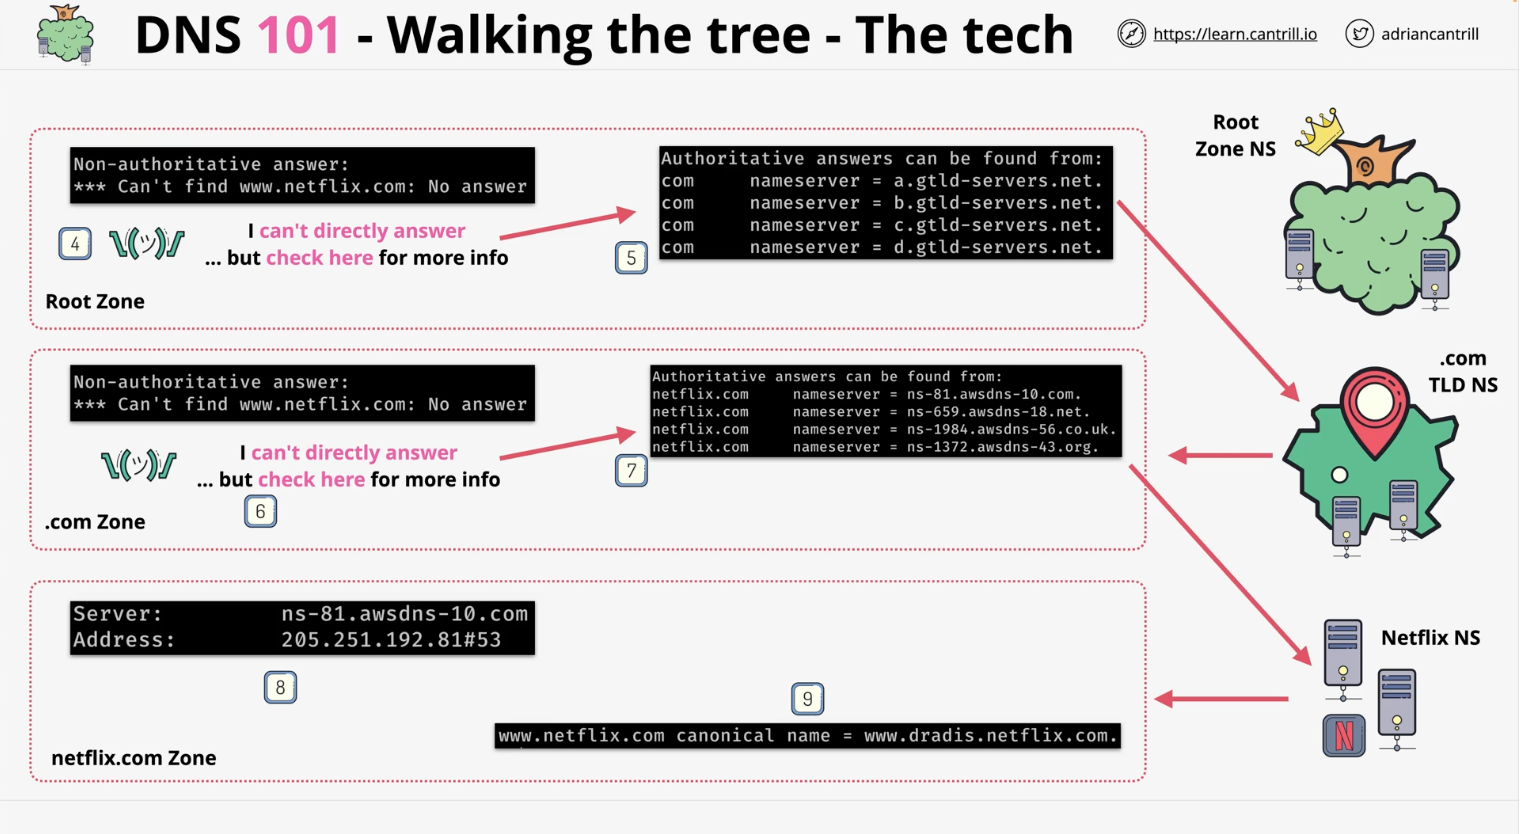 DNS 101 - Walking the tree - The tech
https://learn.cantrill.io
adriancantrill
Root
Zone NS
Non-authoritative answer:
*** Can't find www.netflix.com: No answer
4
¯\_(ツ)_/¯
I can't directly answer
... but check here for more info
Root Zone
5
Authoritative answers can be found from:
com nameserver = a.gtld-servers.net.
com nameserver = b.gtld-servers.net.
com nameserver = c.gtld-servers.net.
com nameserver = d.gtld-servers.net.
.com
TLD NS
Non-authoritative answer:
*** Can't find www.netflix.com: No answer
¯\_(ツ)_/¯
I can't directly answer
... but check here for more info
6
.com Zone
7
Authoritative answers can be found from:
netflix.com nameserver = ns-81.awsdns-10.com.
netflix.com nameserver = ns-659.awsdns-18.net.
netflix.com nameserver = ns-1984.awsdns-56.co.uk.
netflix.com nameserver = ns-1372.awsdns-43.org.
Netflix NS
N
Server: ns-81.awsdns-10.com
Address: 205.251.192.81#53
8
9
www.netflix.com canonical name = www.dradis.netflix.com.
netflix.com Zone